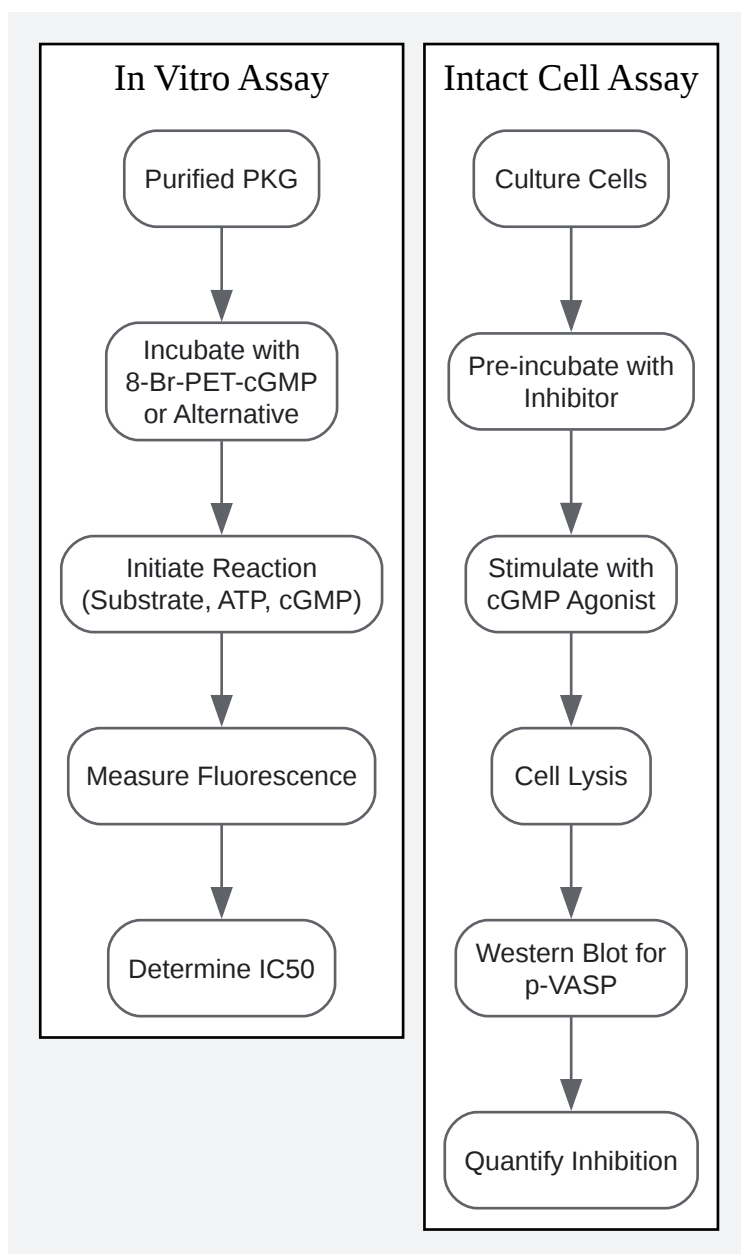 In Vitro Assay
Purified PKG
Incubate with
8-Br-PET-cGMP
or Alternative
Initiate Reaction
(Substrate, ATP, cGMP)
Measure Fluorescence
Determine IC50
Intact Cell Assay
Culture Cells
Pre-incubate with
Inhibitor
Stimulate with
cGMP Agonist
Cell Lysis
Western Blot for
p-VASP
Quantify Inhibition